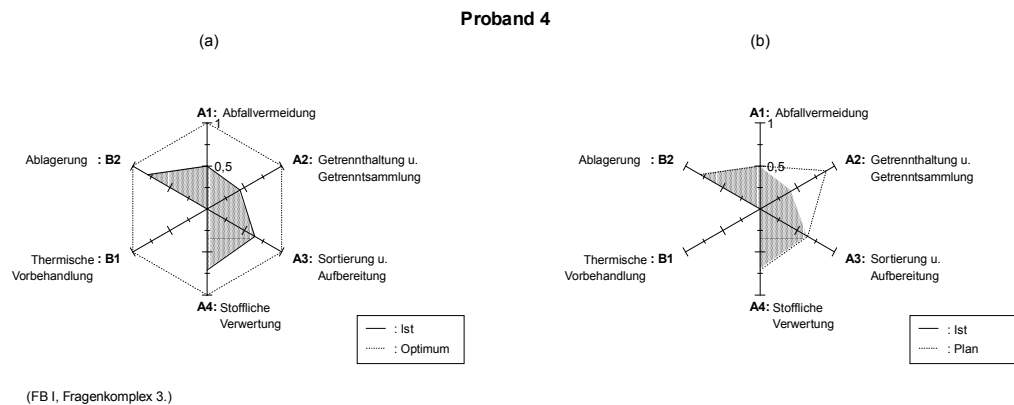 Proband 4
(a)
A1: Abfallvermeidung
1
Ablagerung : B2
0,5
A2: Getrennthaltung u.
Getrenntsammlung
Thermische : B1
Vorbehandlung
A3: Sortierung u.
Aufbereitung
A4: Stoffliche
Verwertung
: Ist
: Optimum
(b)
A1: Abfallvermeidung
1
Ablagerung : B2
0,5
A2: Getrennthaltung u.
Getrenntsammlung
Thermische : B1
Vorbehandlung
A3: Sortierung u.
Aufbereitung
A4: Stoffliche
Verwertung
: Ist
: Plan
(FB I, Fragenkomplex 3.)